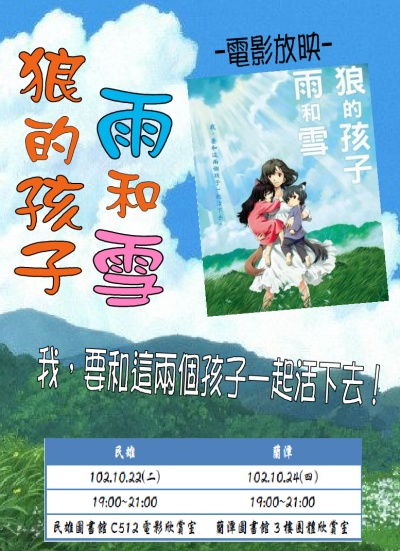 -電影放映-
狼的孩子
雨和雪
狼的孩子
雨和雪
我，要和這兩個孩子一起活下去！
民雄 蘭潭
102.10.22(二) 102.10.24(四)
19:00~21:00 19:00~21:00
民雄圖書館C512電影欣賞室 蘭潭圖書館3樓團體欣賞室